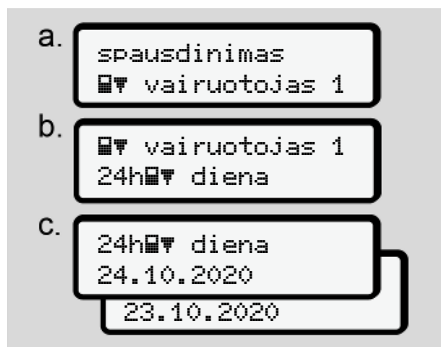 a.
spausdinimas
🖳▼ vairuotojas 1
b.
🖳▼ vairuotojas 1
24h🖳▼ diena
c.
24h🖳▼ diena
24.10.2020
23.10.2020